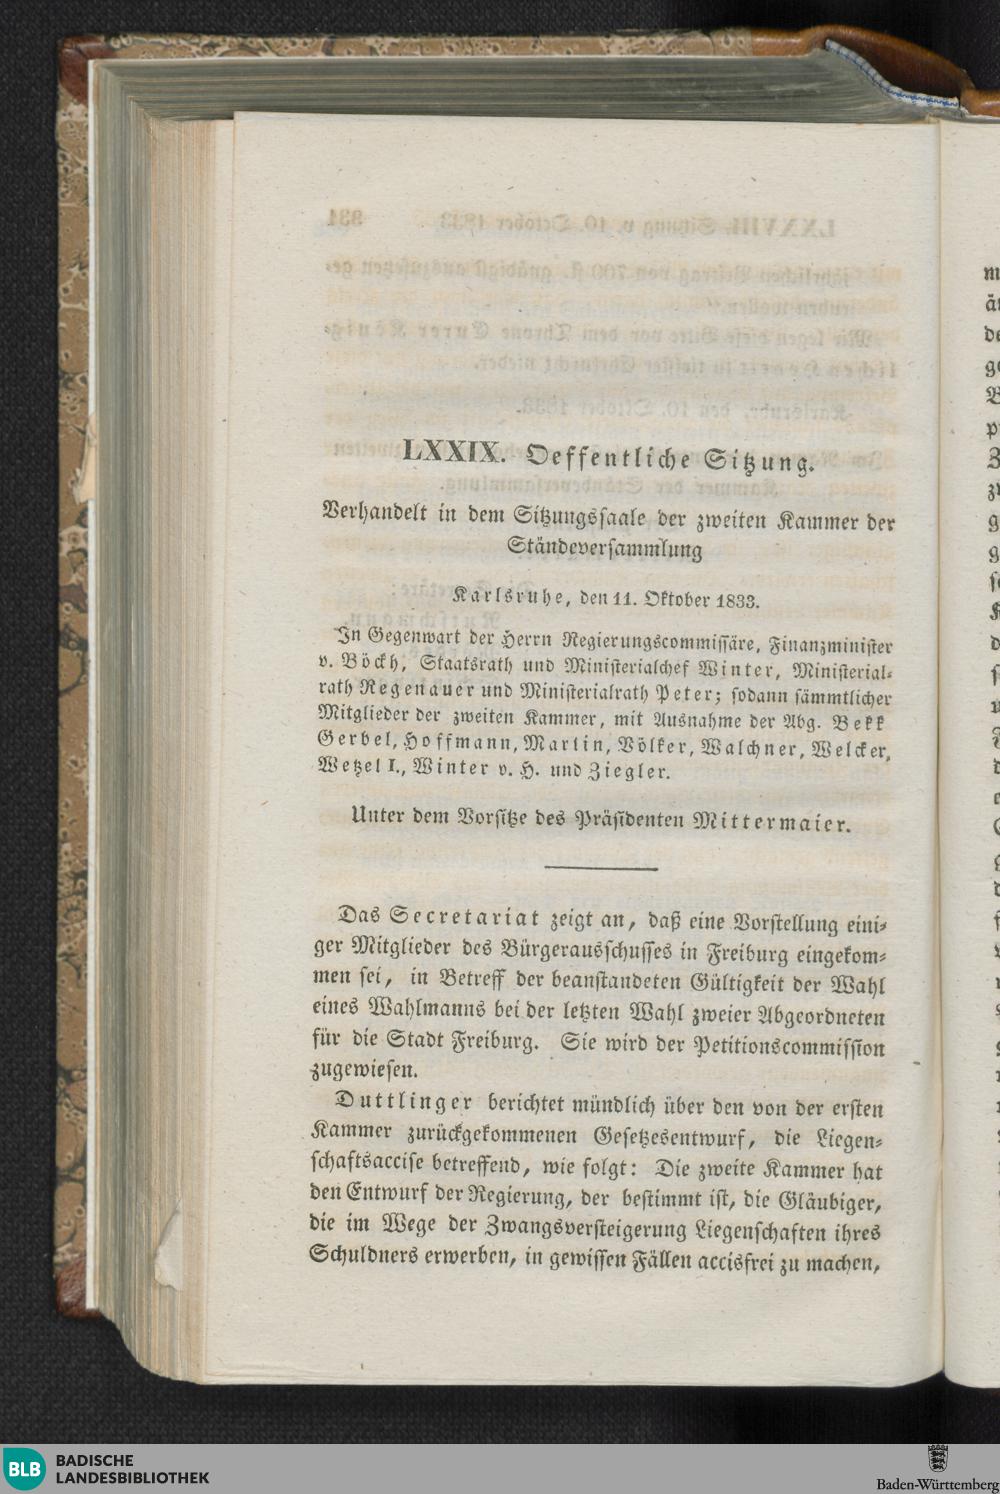 LXXIX. Oeffentliche Sitzung.
Verhandelt in dem Sitzungssaale der zweiten Kammer der
Ständeversammlung
Karlsruhe, den 11. Oktober 1833.
In Gegenwart der Herrn Regierungscommissäre, Finanzminister
v. Böckh, Staatsrath und Ministerialchef Winter, Ministerial-
rath Regenauer und Ministerialrath Peter; sodann sämmtlicher
Mitglieder der zweiten Kammer, mit Ausnahme der Abg. Bekk
Gerbel, Hoffmann, Martin, Völker, Walchner, Welcker,
Wetzel I., Winter v. H. und Ziegler.
Unter dem Vorsitze des Präsidenten Mittermaier.
Das Secretariat zeigt an, daß eine Vorstellung eini-
ger Mitglieder des Bürgerausschusses in Freiburg eingekom-
men sei, in Betreff der beanstandeten Gültigkeit der Wahl
eines Wahlmanns bei der letzten Wahl zweier Abgeordneten
für die Stadt Freiburg. Sie wird der Petitionscommission
zugewiesen.
Duttlinger berichtet mündlich über den von der ersten
Kammer zurückgekommenen Gesetzesentwurf, die Liegen-
schaftsaccise betreffend, wie folgt: Die zweite Kammer hat
den Entwurf der Regierung, der bestimmt ist, die Gläubiger,
die im Wege der Zwangsversteigerung Liegenschaften ihres
Schuldners erwerben, in gewissen Fällen accisfrei zu machen,
BLB BADISCHE
LANDESBIBLIOTHEK
Baden-Württemberg